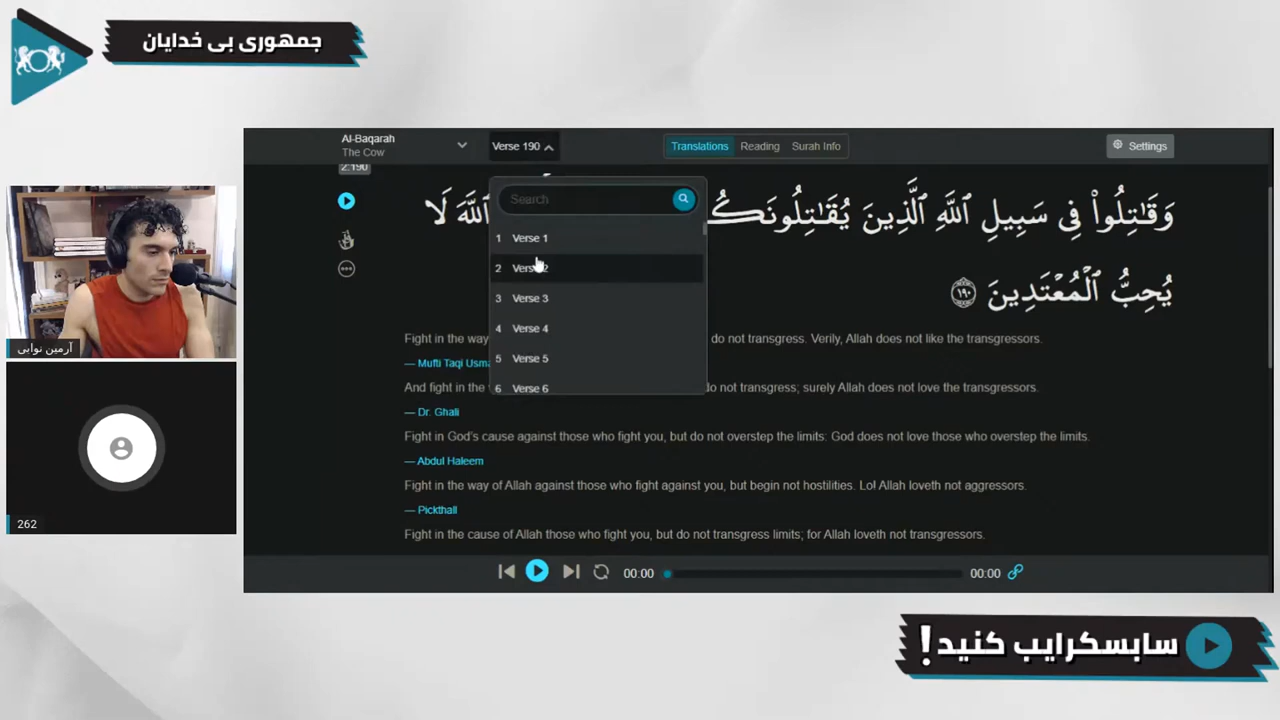 جمهوری بی خدایان
Al-Baqarah
The Cow
Verse 190
Translations
Reading
Surah Info
Settings
2:190
Search
1 Verse 1
2 Verse 2
3 Verse 3
4 Verse 4
5 Verse 5
6 Verse 6
وَقَـٰتِلُوا۟ فِى سَبِيلِ ٱللَّهِ ٱلَّذِينَ يُقَـٰتِلُونَكُ ٱللَّهَ لَا
يُحِبُّ ٱلْمُعْتَدِينَ ١٩٠
Fight in the way do not transgress. Verily, Allah does not like the transgressors.
— Mufti Taqi Usma
And fight in the do not transgress; surely Allah does not love the transgressors.
— Dr. Ghali
Fight in God's cause against those who fight you, but do not overstep the limits: God does not love those who overstep the limits.
— Abdul Haleem
Fight in the way of Allah against those who fight against you, but begin not hostilities. Lo! Allah loveth not aggressors.
— Pickthall
Fight in the cause of Allah those who fight you, but do not transgress limits; for Allah loveth not transgressors.
00:00
00:00
آرمین نوابی
262
سابسکرایب کنید!